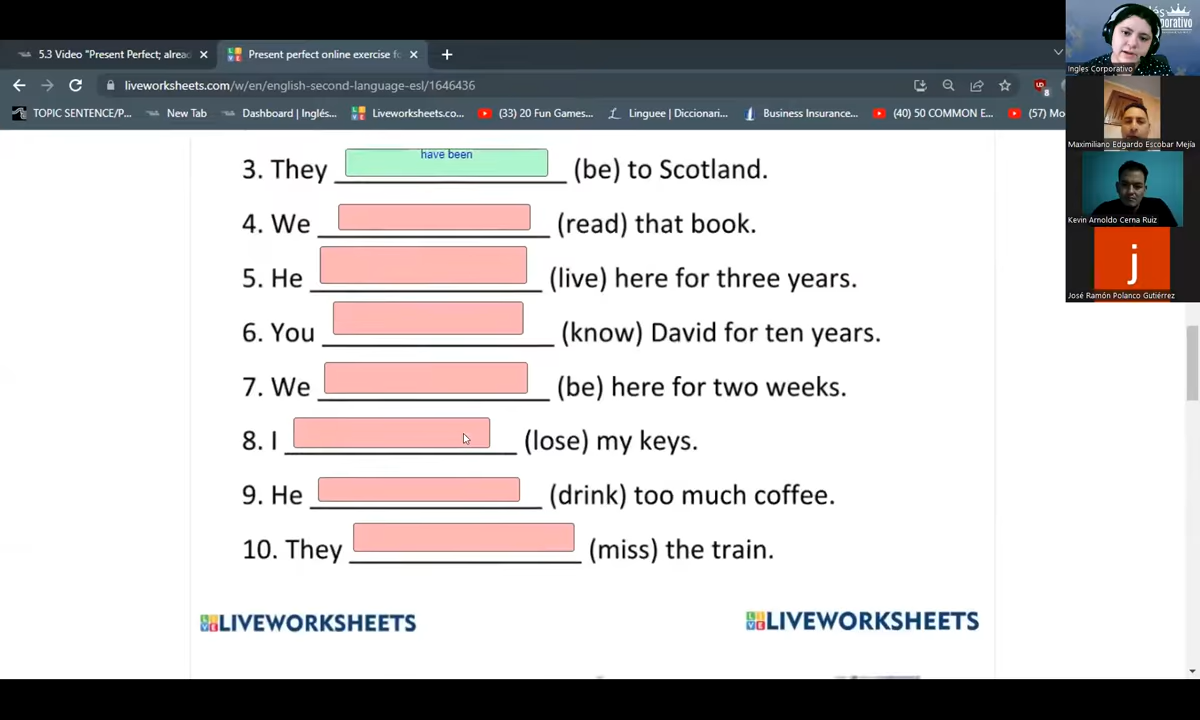 5.3 Video "Present Perfect; alread
Present perfect online exercise fo
liveworksheets.com/w/en/english-second-language-esl/1646436
TOPIC SENTENCE/P...
New Tab
Dashboard | Inglés...
Liveworksheets.co...
(33) 20 Fun Games...
Linguee | Diccionari...
Business Insurance...
(40) 50 COMMON E...
(57) Mo
3. They have been (be) to Scotland.
4. We (read) that book.
5. He (live) here for three years.
6. You (know) David for ten years.
7. We (be) here for two weeks.
8. I (lose) my keys.
9. He (drink) too much coffee.
10. They (miss) the train.
LIVEWORKSHEETS
LIVEWORKSHEETS
Ingles Corporativo
Maximiliano Edgardo Escobar Mejía
Kevin Arnoldo Cerna Ruiz
j
José Ramón Polanco Gutiérrez